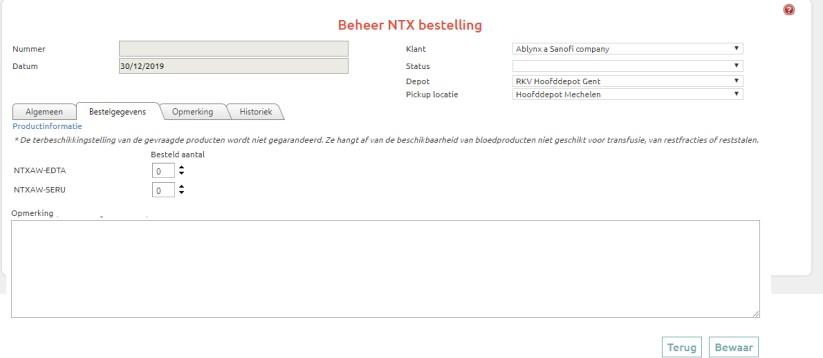 Beheer NTX bestelling
Nummer
Klant Ablynx a Sanofi company
Datum 30/12/2019
Status
Depot RKV Hoofddepot Gent
Pickup locatie Hoofddepot Mechelen
Algemeen Bestelgegevens Opmerking Historiek
Productinformatie
* De terbeschikkingstelling van de gevraagde producten wordt niet gegarandeerd. Ze hangt af van de beschikbaarheid van bloedproducten niet geschikt voor transfusie, van restfracties of reststalen.
Besteld aantal
NTXAW-EDTA 0
NTXAW-SERU 0
Opmerking
Terug Bewaar